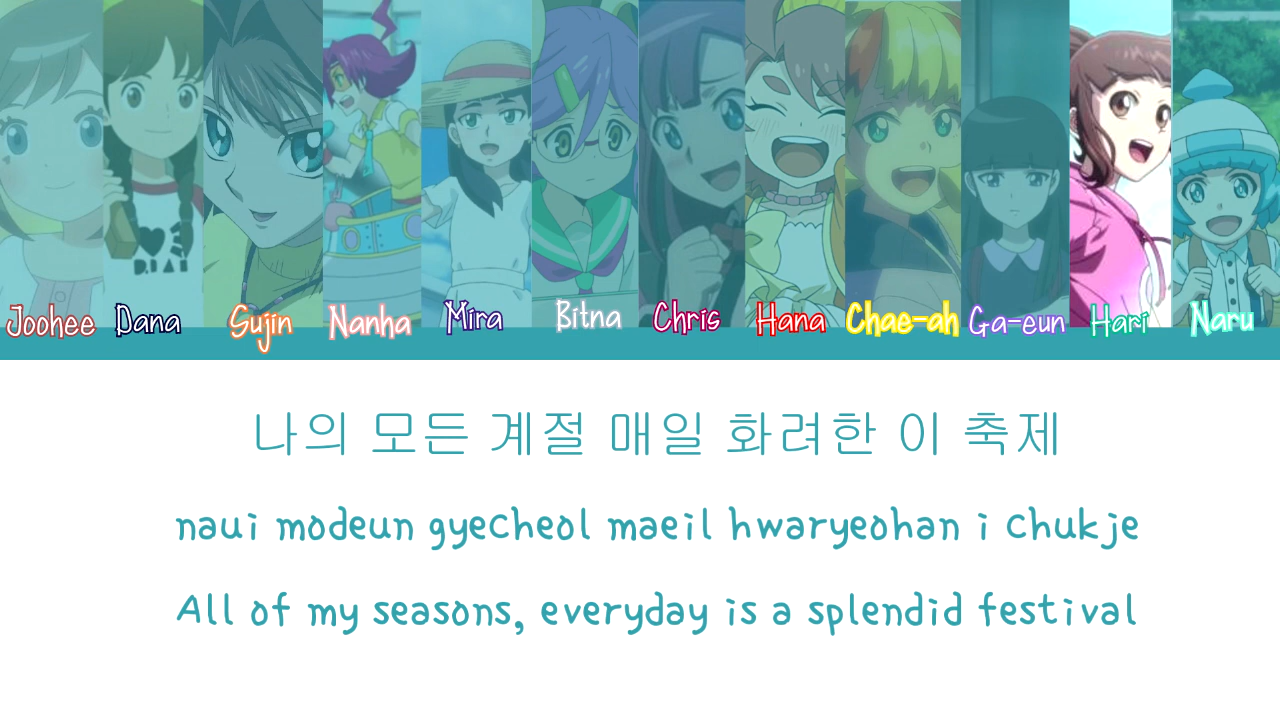 Joohee Dana Sujin Nanha Mira Bitna Chris Hana Chae-ah Ga-eun Hari Naru
나의 모든 계절 매일 화려한 이 축제
naui modeun gyecheol maeil hwaryeohan i chukje
All of my seasons, everyday is a splendid festival